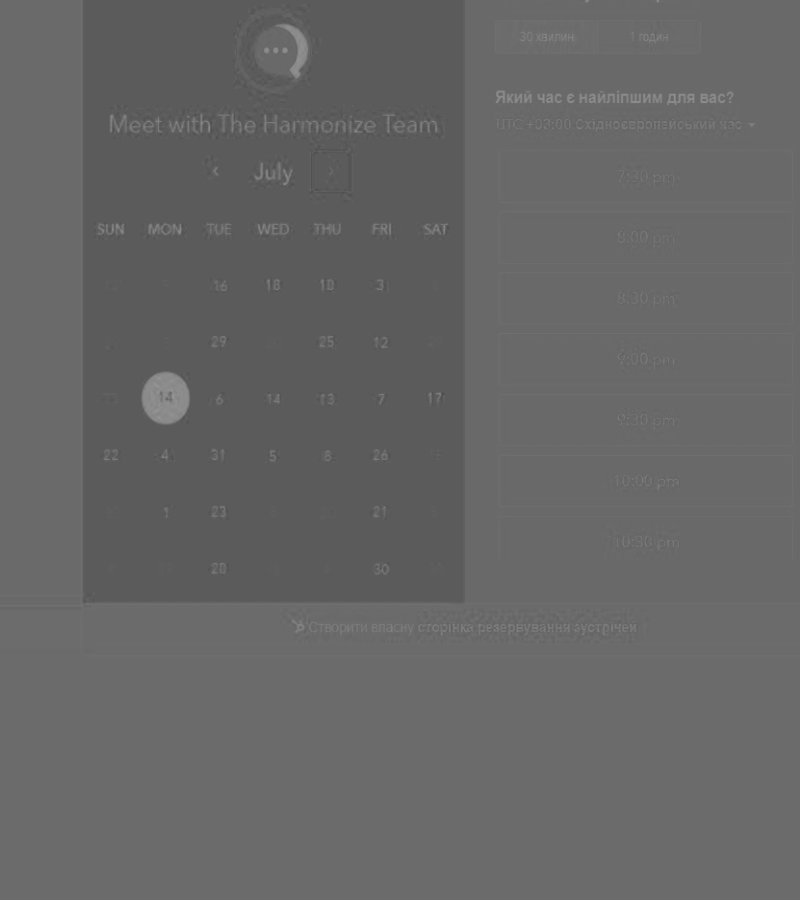 30 хвилин 1 годин
Який час є найліпшим для вас?
UTC +03:00 Східноєвропейський час
Meet with The Harmonize Team
July
SUN MON TUE WED THU FRI SAT
16 18 10 3
29 25 12
14 6 14 13 7 17
22 4 31 5 8 26
1 23 21
20 30
7:30 pm
8:00 pm
8:30 pm
9:00 pm
9:30 pm
10:00 pm
10:30 pm
Створити власну сторінка резервування зустрічей